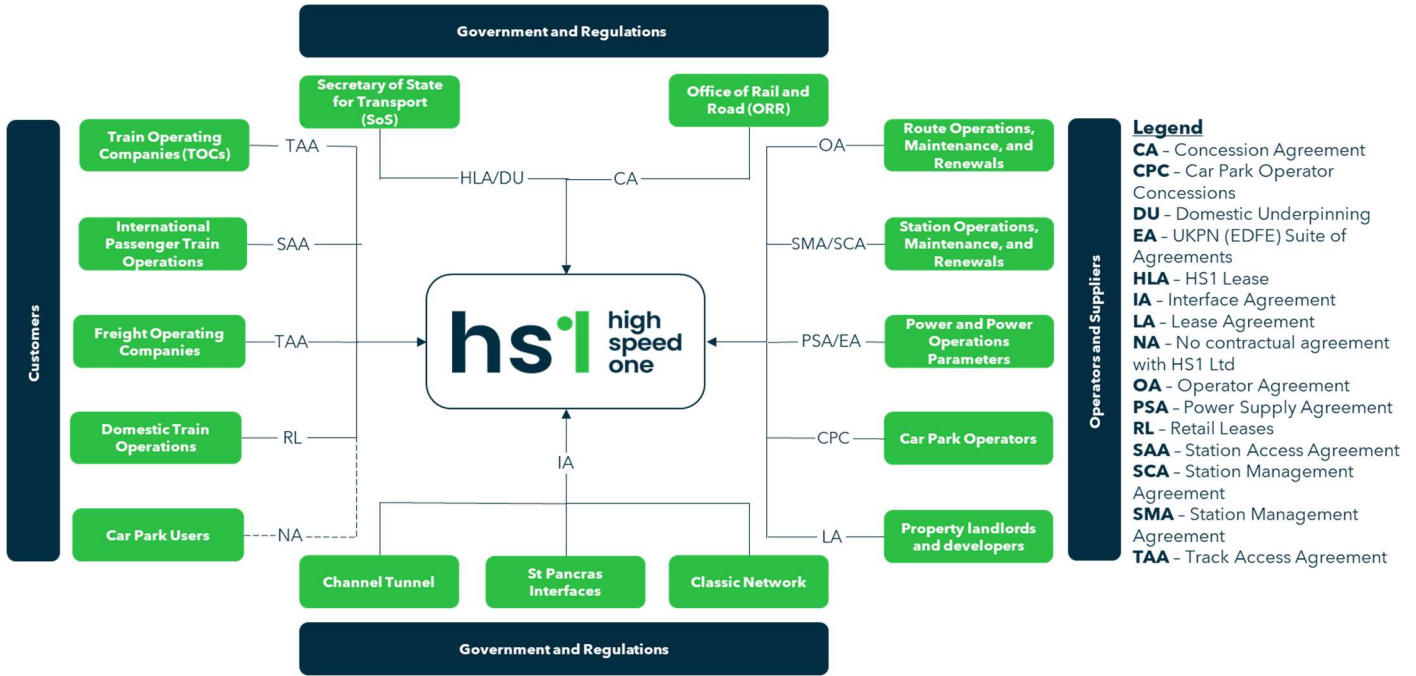 Government and Regulations
Secretary of State
for Transport
(SoS)
Office of Rail and
Road (ORR)
HLA/DU
CA
Customers
Train Operating
Companies (TOCs)
TAA
International
Passenger Train
Operations
SAA
Freight Operating
Companies
TAA
Domestic Train
Operations
RL
Car Park Users
NA
hs1 high
speed
one
IA
Channel Tunnel
St Pancras
Interfaces
Classic Network
Government and Regulations
OA
Route Operations,
Maintenance, and
Renewals
SMA/SCA
Station Operations,
Maintenance, and
Renewals
PSA/EA
Power and Power
Operations
Parameters
CPC
Car Park Operators
LA
Property landlords
and developers
Operators and Suppliers
Legend
CA – Concession Agreement
CPC – Car Park Operator
Concessions
DU – Domestic Underpinning
EA – UKPN (EDFE) Suite of
Agreements
HLA – HS1 Lease
IA – Interface Agreement
LA – Lease Agreement
NA – No contractual agreement
with HS1 Ltd
OA – Operator Agreement
PSA – Power Supply Agreement
RL – Retail Leases
SAA – Station Access Agreement
SCA – Station Management
Agreement
SMA – Station Management
Agreement
TAA – Track Access Agreement